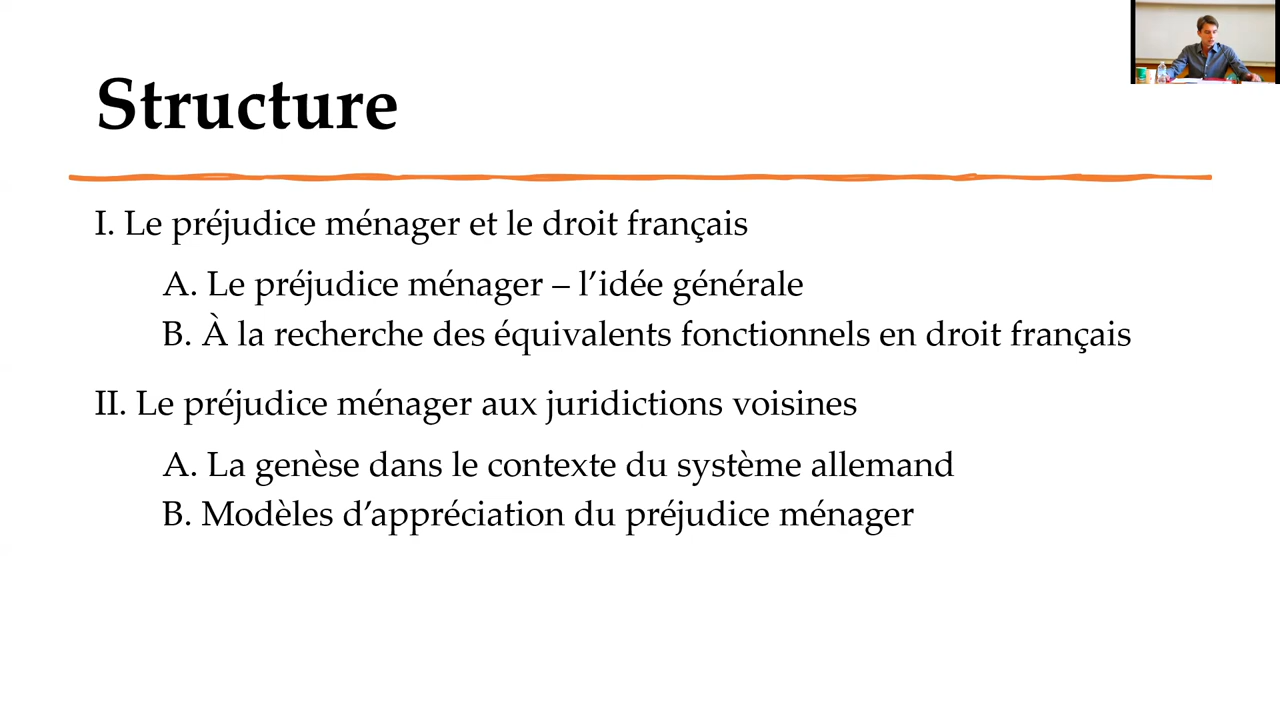 Structure
I. Le préjudice ménager et le droit français
A. Le préjudice ménager – l’idée générale
B. À la recherche des équivalents fonctionnels en droit français
II. Le préjudice ménager aux juridictions voisines
A. La genèse dans le contexte du système allemand
B. Modèles d’appréciation du préjudice ménager